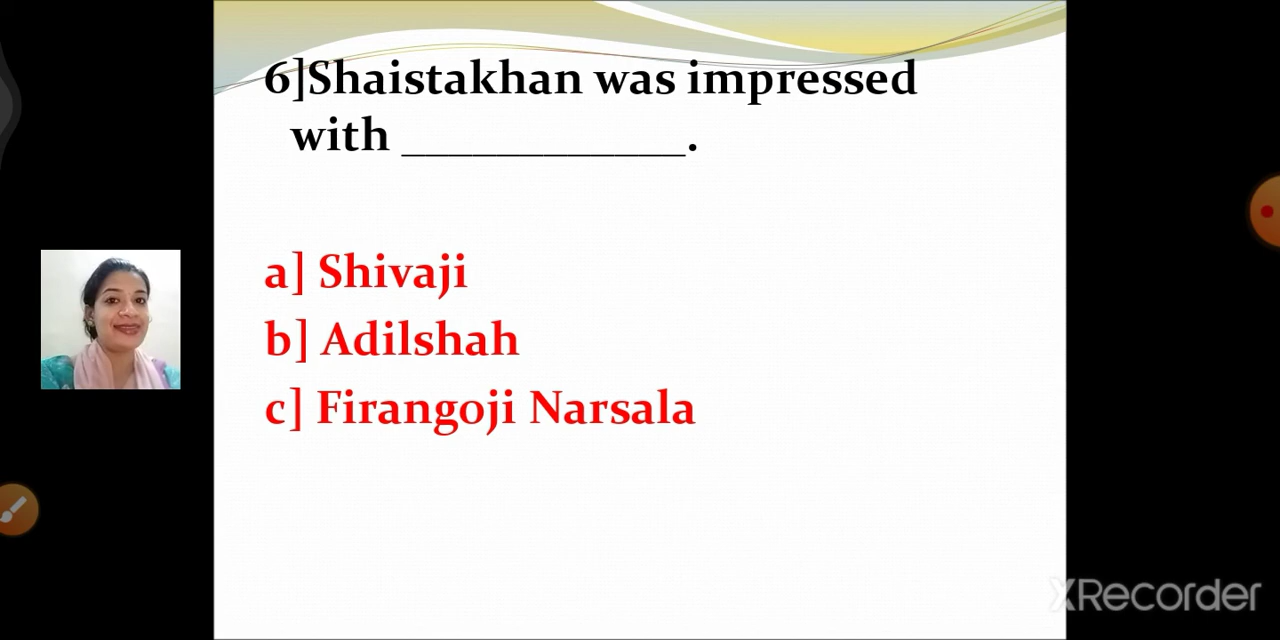 6]Shaistakhan was impressed
with ____________.
a] Shivaji
b] Adilshah
c] Firangoji Narsala
XRecorder